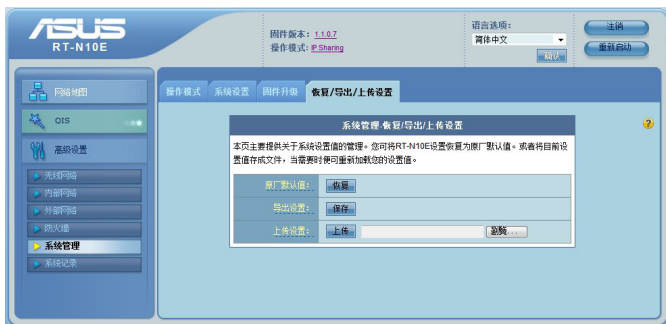 ASUS
RT-N10E
固件版本: 1.1.0.7
操作模式: IP Sharing
语言选项:
简体中文
确认
注销
重新启动
网络地图
QIS
高级设置
无线网络
内部网络
外部网络
防火墙
系统管理
系统记录
操作模式 系统设置 固件升级 恢复/导出/上传设置
系统管理-恢复/导出/上传设置
本页主要提供关于系统设置值的管理。您可将RT-N10E设置恢复为原厂默认值。或者将目前设
置值存成文件,当需要时便可重新加载您的设置值。
原厂默认值: 恢复
导出设置: 保存
上传设置: 上传 浏览...